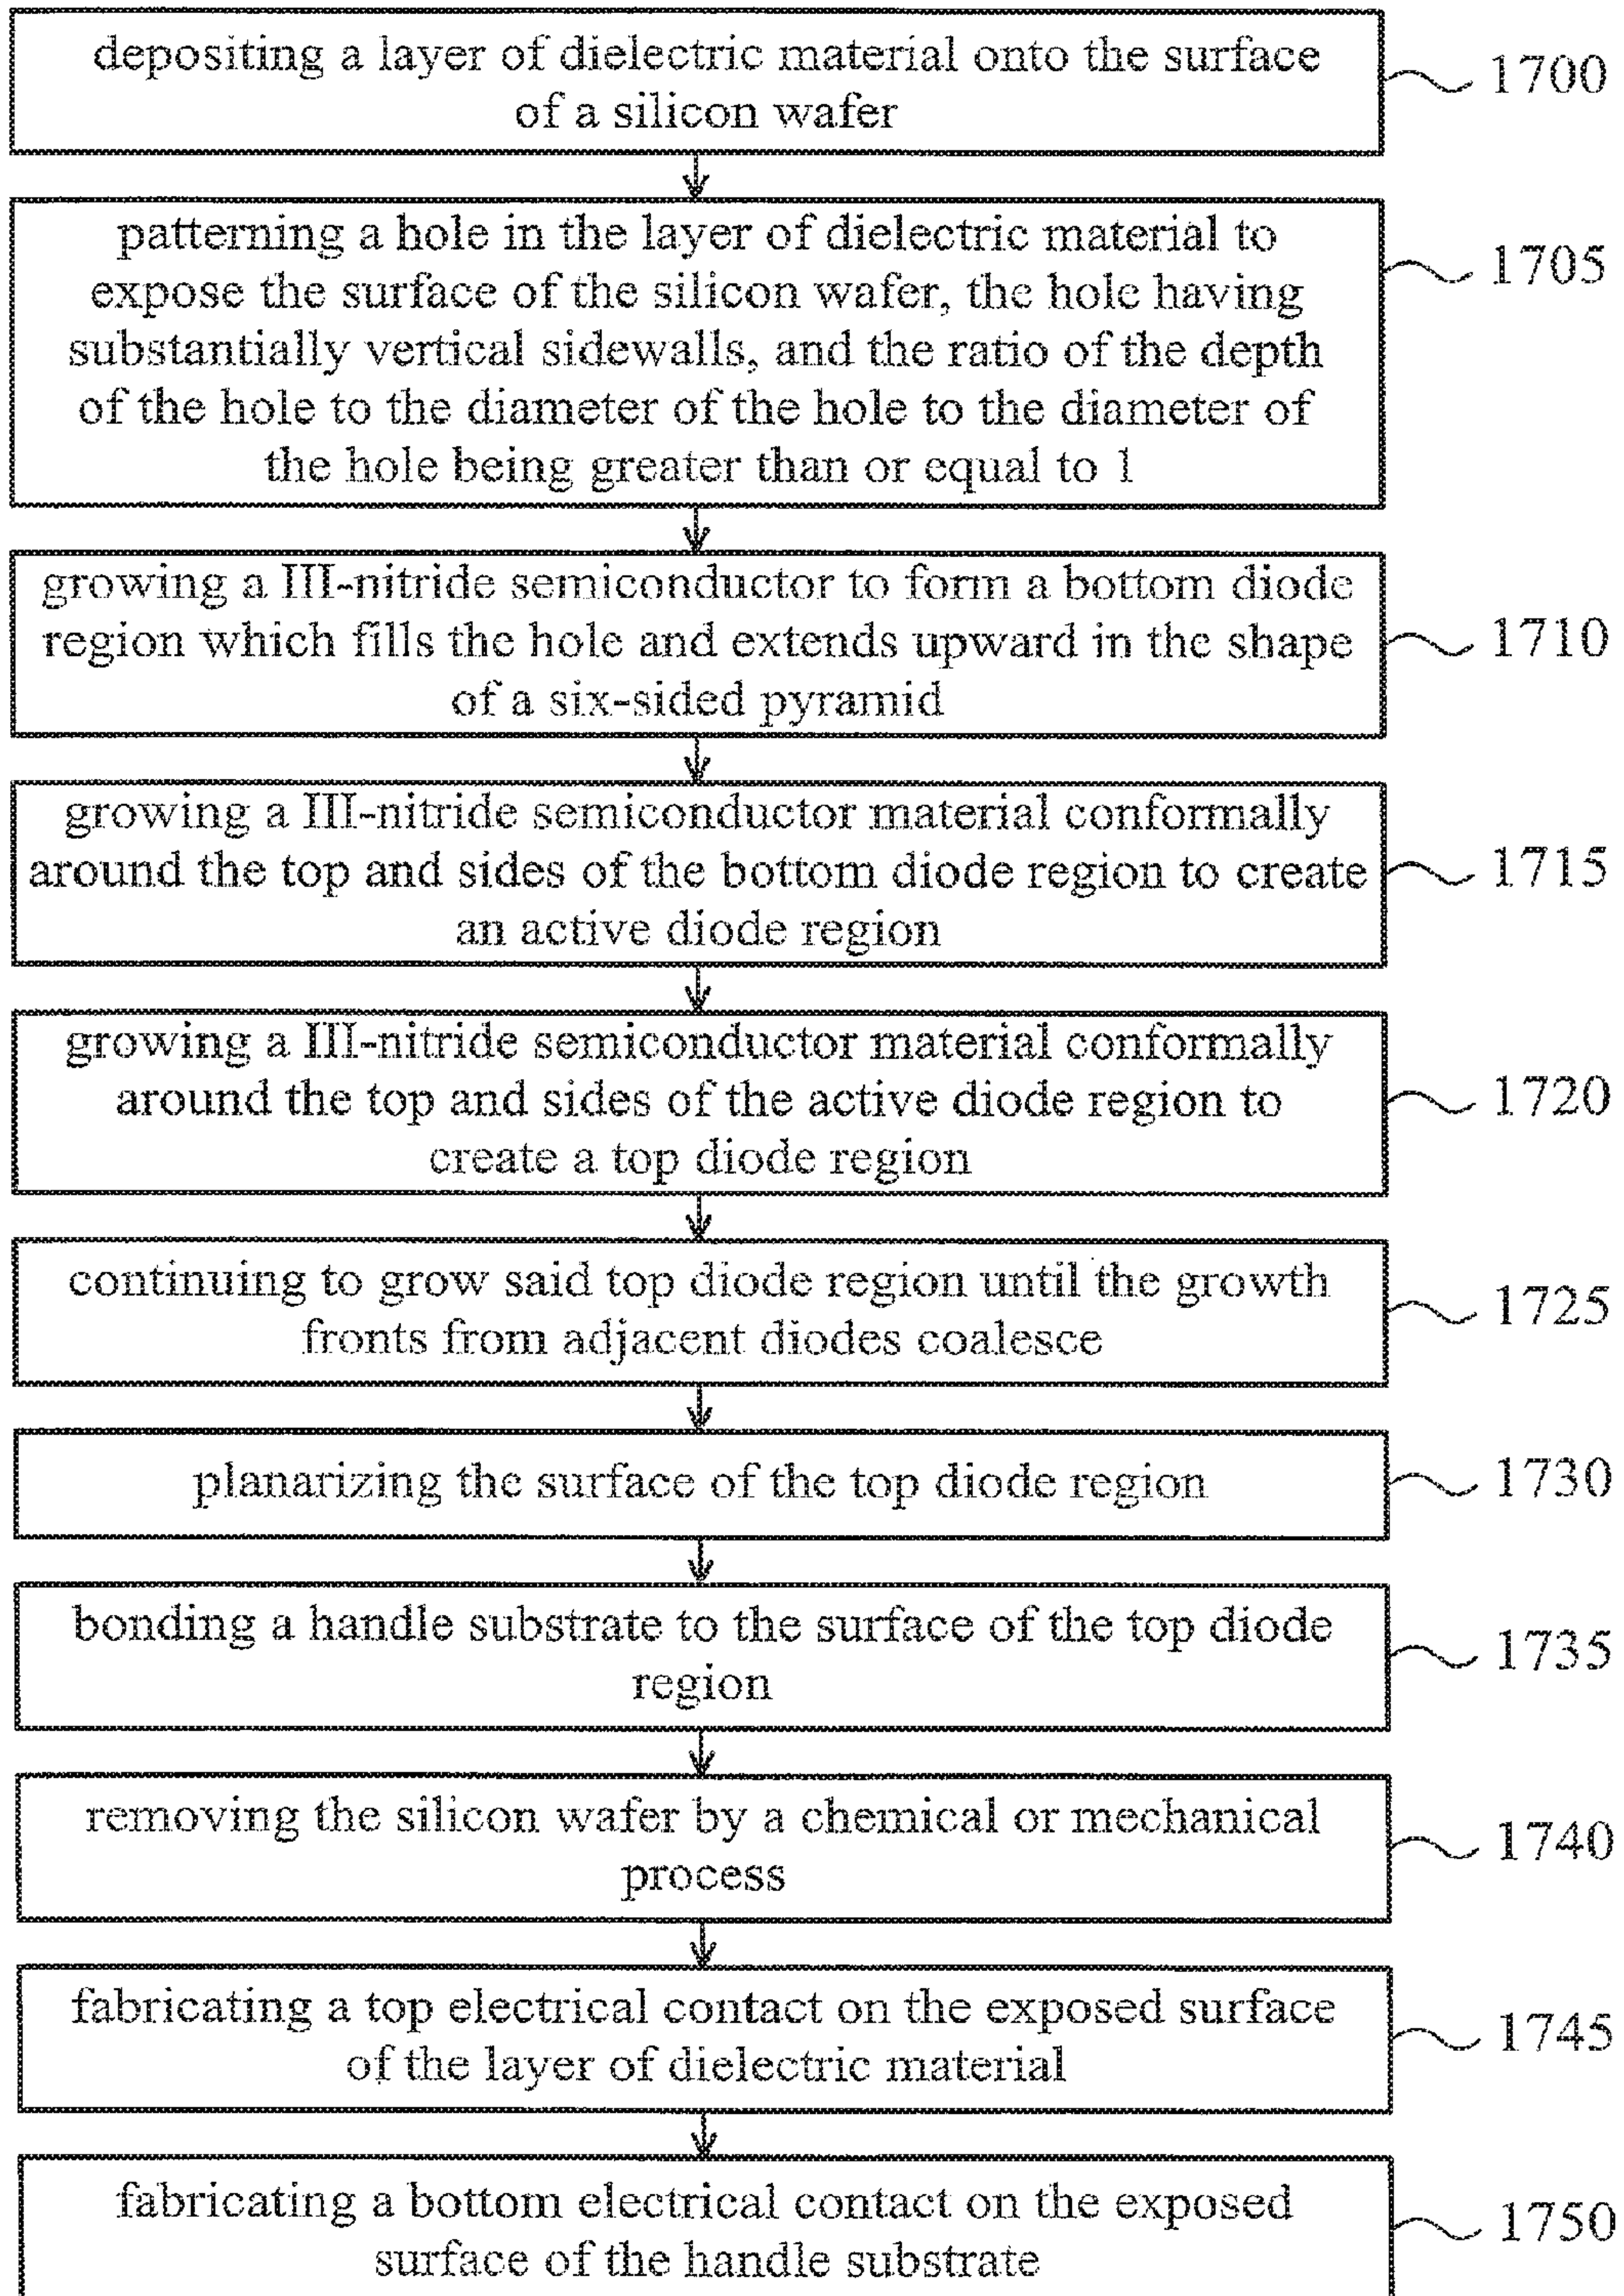 depositing a layer of dielectric material onto the surface
of a silicon wafer
1700
patterning a hole in the layer of dielectric material to
expose the surface of the silicon wafer, the hole having
substantially vertical sidewalls, and the ratio of the depth
of the hole to the diameter of the hole to the diameter of
the hole being greater than or equal to 1
1705
growing a III-nitride semiconductor to form a bottom diode
region which fills the hole and extends upward in the shape
of a six-sided pyramid
1710
growing a III-nitride semiconductor material conformally
around the top and sides of the bottom diode region to create
an active diode region
1715
growing a III-nitride semiconductor material conformally
around the top and sides of the active diode region to
create a top diode region
1720
continuing to grow said top diode region until the growth
fronts from adjacent diodes coalesce
1725
planarizing the surface of the top diode region
1730
bonding a handle substrate to the surface of the top diode
region
1735
removing the silicon wafer by a chemical or mechanical
process
1740
fabricating a top electrical contact on the exposed surface
of the layer of dielectric material
1745
fabricating a bottom electrical contact on the exposed
surface of the handle substrate
1750